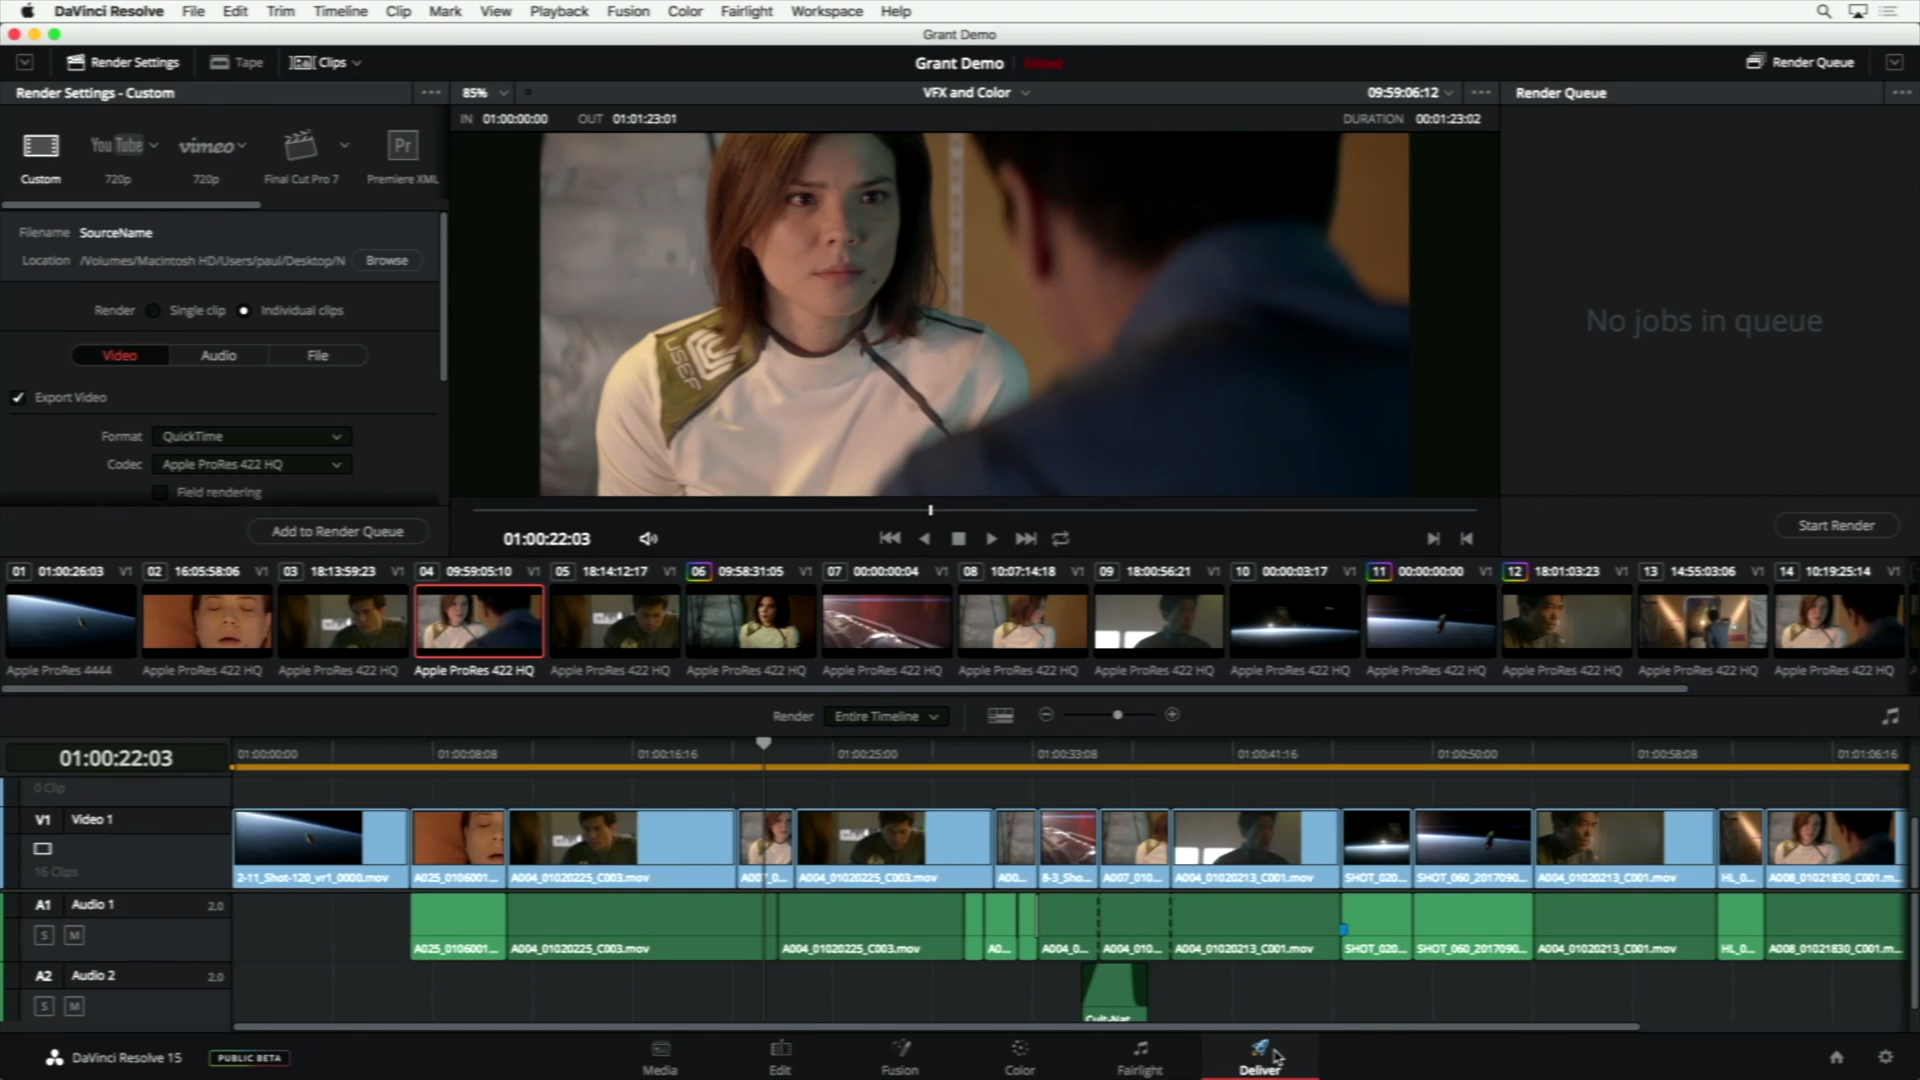 DaVinci Resolve File Edit Trim Timeline Clip Mark View Playback Fusion Color Fairlight Workspace Help
Grant Demo
Render Settings Tape Clips Grant Demo Edited Render Queue
Render Settings - Custom 85% VFX and Color 09:59:06:12 Render Queue
IN 01:00:00:00 OUT 01:01:23:01 DURATION 00:01:23:02
YouTube vimeo Pr
Custom 720p 720p Final Cut Pro 7 Premiere XML
Filename SourceName
Location /Volumes/Macintosh HD/Users/paul/Desktop/N Browse
Render Single clip Individual clips
Video Audio File
Export Video
Format QuickTime
Codec Apple ProRes 422 HQ
Field rendering
Add to Render Queue
USEF
No jobs in queue
Start Render
01:00:22:03
01 01:00:26:03 V1 02 16:05:58:06 V1 03 18:13:59:23 V1 04 09:59:05:10 V1 05 18:14:12:17 V1 06 09:58:31:05 V1 07 00:00:00:04 V1 08 10:07:14:18 V1 09 18:00:56:21 V1 10 00:00:03:17 V1 11 00:00:00:00 V1 12 18:01:03:23 V1 13 14:55:03:06 V1 14 10:19:25:14 V1
Apple ProRes 4444 Apple ProRes 422 HQ Apple ProRes 422 HQ Apple ProRes 422 HQ Apple ProRes 422 HQ Apple ProRes 422 HQ Apple ProRes 422 HQ Apple ProRes 422 HQ Apple ProRes 422 HQ Apple ProRes 422 HQ Apple ProRes 422 HQ Apple ProRes 422 HQ Apple ProRes 422 HQ Apple ProRes 422 HQ
Render Entire Timeline
01:00:22:03 01:00:00:00 01:00:08:08 01:00:16:16 01:00:25:00 01:00:33:08 01:00:41:16 01:00:50:00 01:00:58:08 01:01:06:16
0 Clip
V1 Video 1
16 Clips
2-11_Shot-120_vr1_0000.mov A025_0106001... A004_01020225_C003.mov A007_0... A004_01020225_C003.mov A00... 8-3_Sho... A007_010... A004_01020213_C001.mov SHOT_020... SHOT_060_2017090... A004_01020213_C001.mov HL_0... A008_01021830_C001.mov
A1 Audio 1 2.0
S M
A025_0106001... A004_01020225_C003.mov A004_01020225_C003.mov A0... A004_0... A004_010... A004_01020213_C001.mov SHOT_020... SHOT_060_2017090... A004_01020213_C001.mov HL_0... A008_01021830_C001.m...
A2 Audio 2 2.0
S M
Cult-Nat
DaVinci Resolve 15 PUBLIC BETA Media Edit Fusion Color Fairlight Deliver